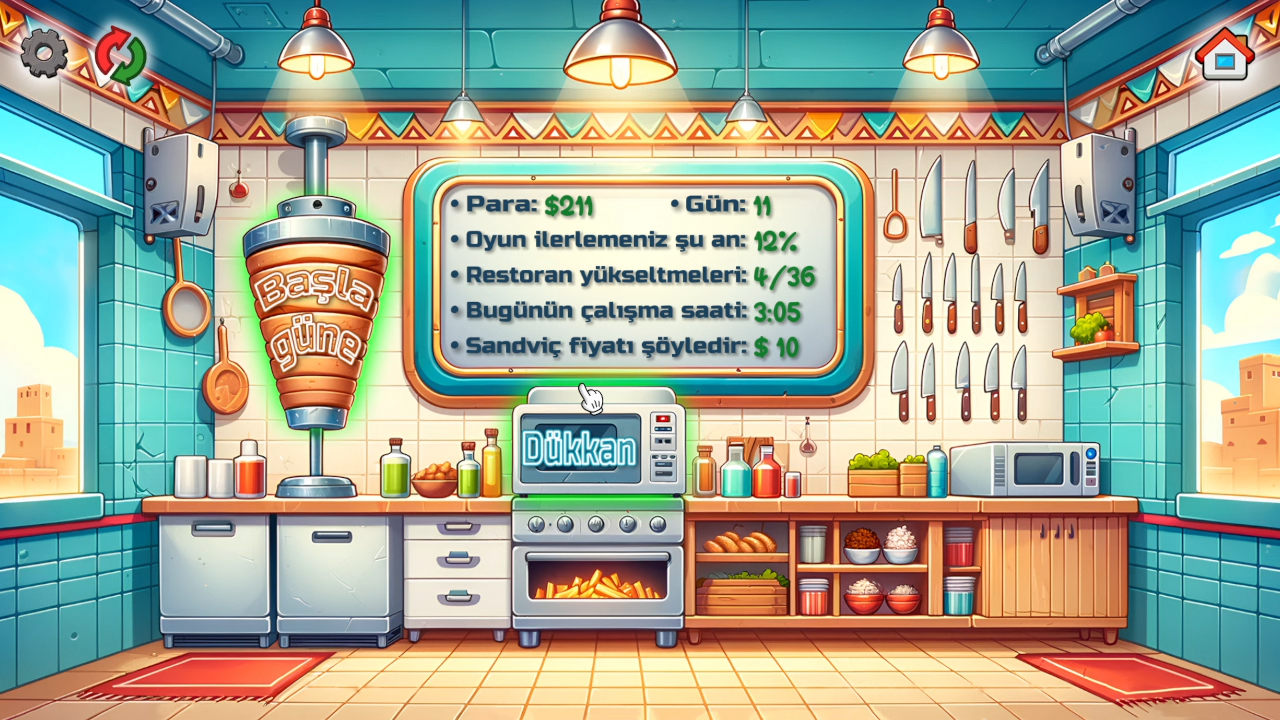 • Para: $211 • Gün: 11
• Oyun ilerlemeniz şu an: 12%
• Restoran yükseltmeleri: 4/36
• Bugünün çalışma saati: 3:05
• Sandviç fiyatı şöyledir: $ 10
Başla
güne
Dükkan